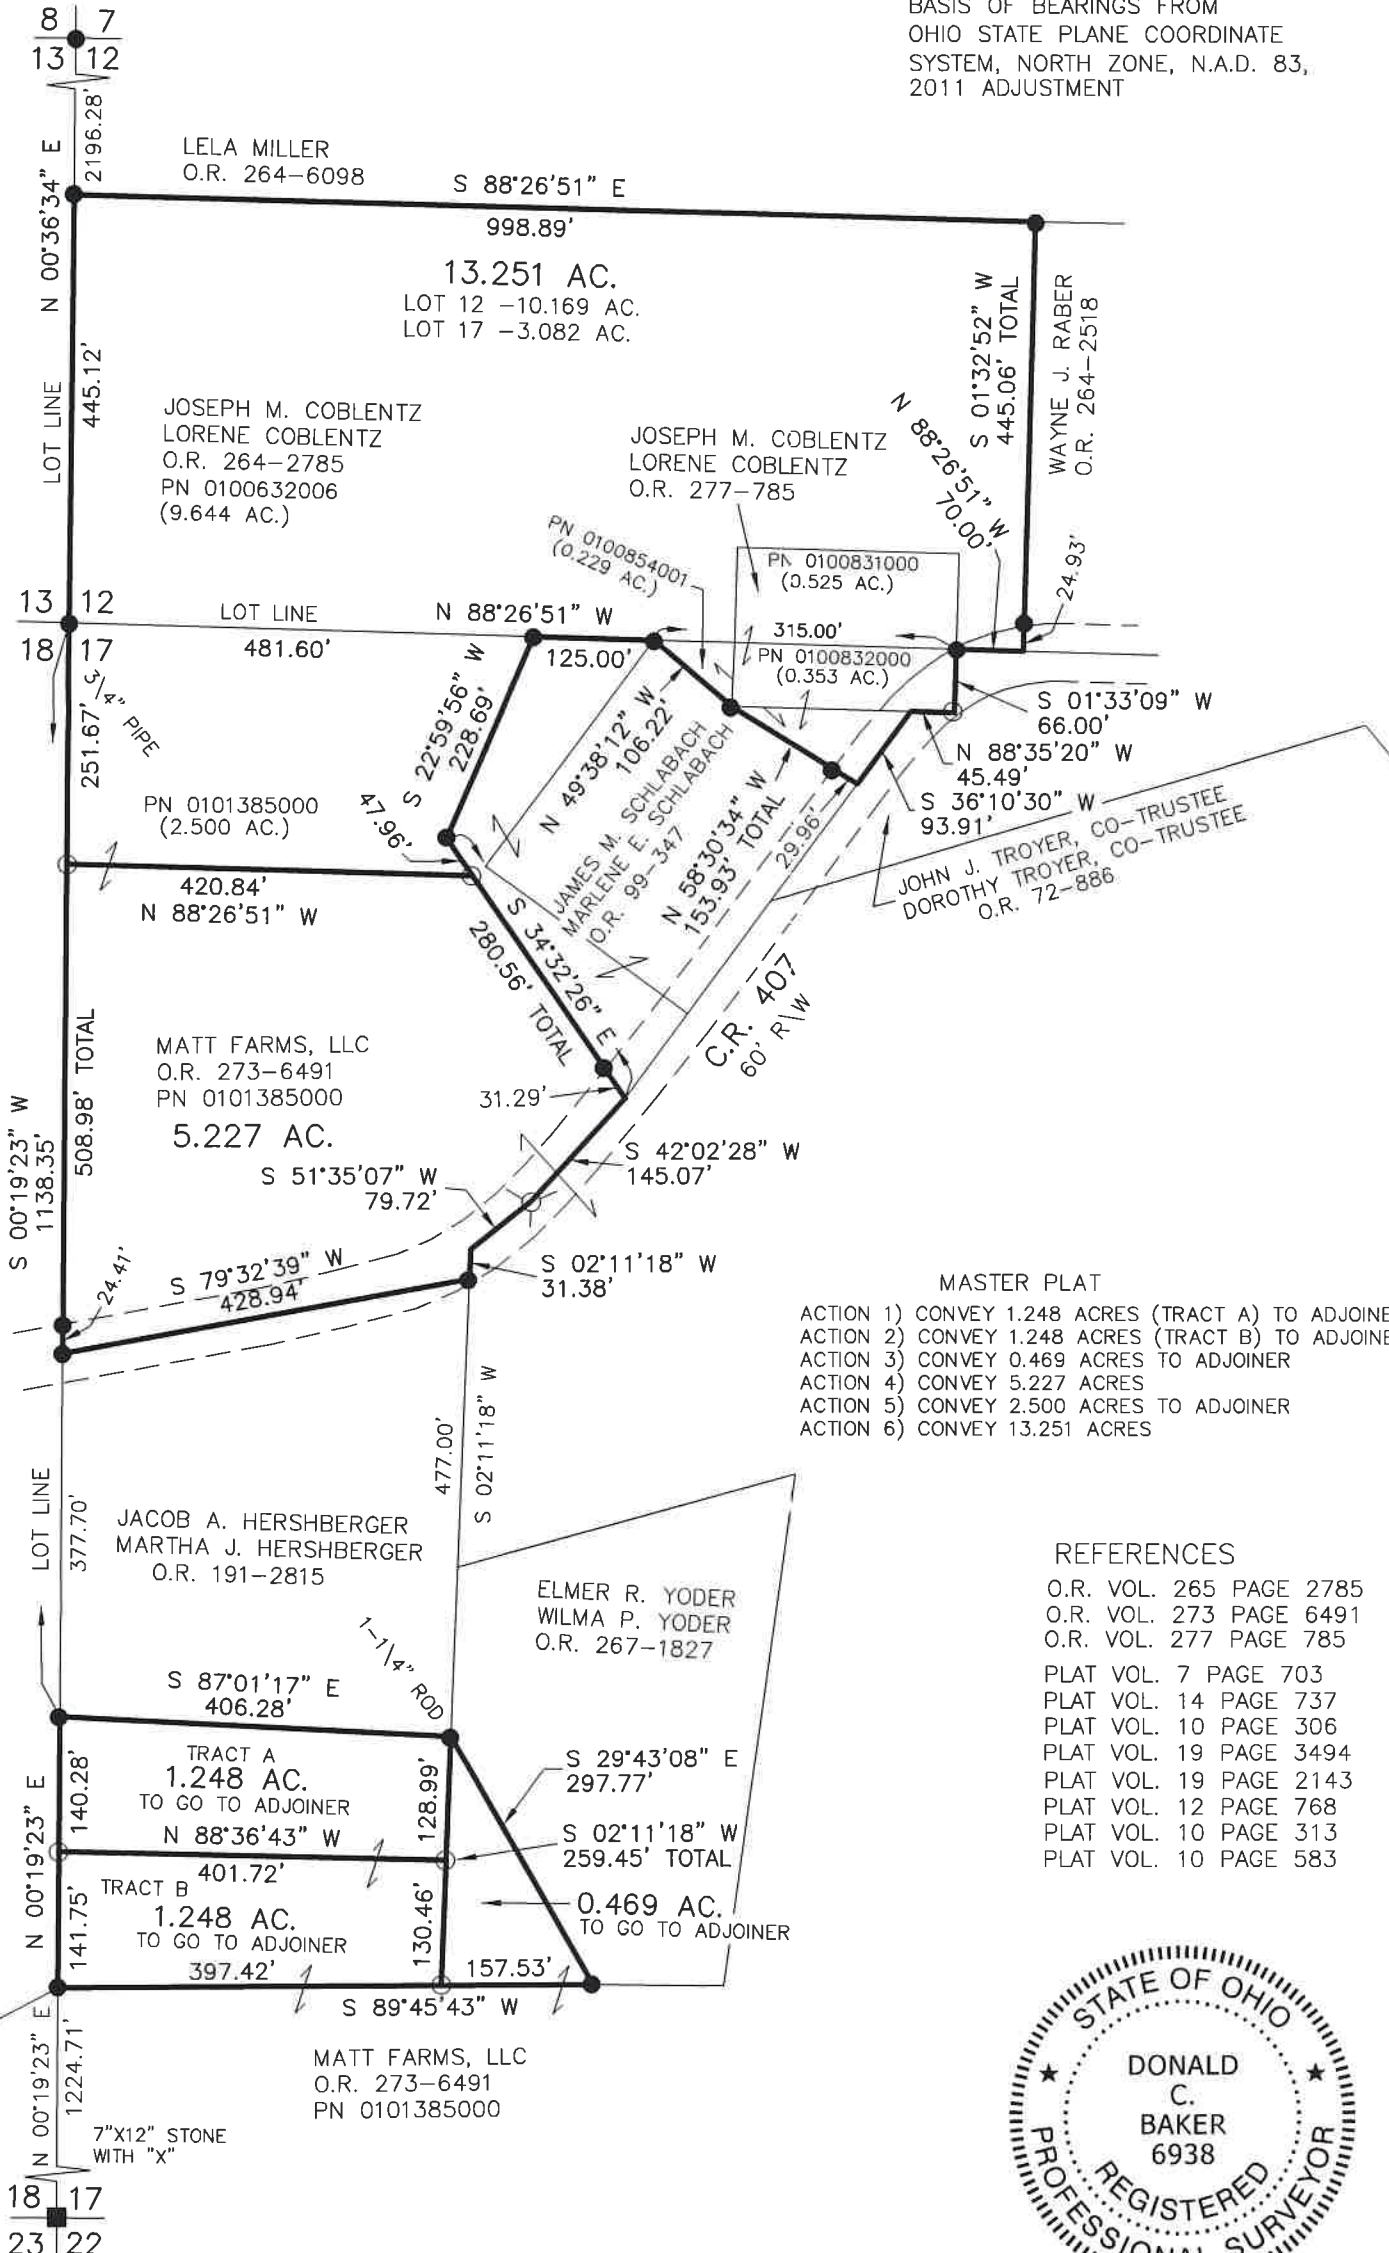 BASIS OF BEARINGS FROM
OHIO STATE PLANE COORDINATE
SYSTEM, NORTH ZONE, N.A.D. 83,
2011 ADJUSTMENT
8 7
13 12
2196.28'
N 00°36'34" E
LELA MILLER
O.R. 264-6098
S 88°26'51" E
998.89'
13.251 AC.
LOT 12 -10.169 AC.
LOT 17 -3.082 AC.
S 01°32'52" W
445.06' TOTAL
WAYNE J. RABER
O.R. 264-2518
LOT LINE
445.12'
JOSEPH M. COBLENTZ
LORENE COBLENTZ
O.R. 264-2785
PN 0100632006
(9.644 AC.)
JOSEPH M. COBLENTZ
LORENE COBLENTZ
O.R. 277-785
N 88°26'51" W
70.00'
24.93'
PN 0100854001
(0.229 AC.)
PN 0100831000
(0.525 AC.)
13 12
18 17
LOT LINE
481.60'
N 88°26'51" W
125.00'
315.00'
PN 0100832000
(0.353 AC.)
3/4" PIPE
251.67'
S 22°59'56" W
228.69'
N 49°38'12" W
106.22'
S 01°33'09" W
66.00'
N 88°35'20" W
45.49'
S 36°10'30" W
93.91'
PN 0101385000
(2.500 AC.)
47.96'
JAMES M. SCHLABACH
MARLENE E. SCHLABACH
O.R. 99-347
N 58°30'34" W
153.93' TOTAL
29.96'
JOHN J. TROYER, CO-TRUSTEE
DOROTHY TROYER, CO-TRUSTEE
O.R. 72-886
420.84'
N 88°26'51" W
S 34°32'26" E
280.56' TOTAL
C.R. 407
60' R\W
S 00°19'23" W
1138.35'
508.98' TOTAL
MATT FARMS, LLC
O.R. 273-6491
PN 0101385000
5.227 AC.
31.29'
S 42°02'28" W
145.07'
S 51°35'07" W
79.72'
24.41'
S 79°32'39" W
428.94'
S 02°11'18" W
31.38'
MASTER PLAT
ACTION 1) CONVEY 1.248 ACRES (TRACT A) TO ADJOINE
ACTION 2) CONVEY 1.248 ACRES (TRACT B) TO ADJOINE
ACTION 3) CONVEY 0.469 ACRES TO ADJOINER
ACTION 4) CONVEY 5.227 ACRES
ACTION 5) CONVEY 2.500 ACRES TO ADJOINER
ACTION 6) CONVEY 13.251 ACRES
477.00'
S 02°11'18" W
LOT LINE
377.70'
JACOB A. HERSHBERGER
MARTHA J. HERSHBERGER
O.R. 191-2815
ELMER R. YODER
WILMA P. YODER
O.R. 267-1827
REFERENCES
O.R. VOL. 265 PAGE 2785
O.R. VOL. 273 PAGE 6491
O.R. VOL. 277 PAGE 785
PLAT VOL. 7 PAGE 703
PLAT VOL. 14 PAGE 737
PLAT VOL. 10 PAGE 306
PLAT VOL. 19 PAGE 3494
PLAT VOL. 19 PAGE 2143
PLAT VOL. 12 PAGE 768
PLAT VOL. 10 PAGE 313
PLAT VOL. 10 PAGE 583
1-1\4" ROD
S 87°01'17" E
406.28'
N 00°19'23" E
140.28'
TRACT A
1.248 AC.
TO GO TO ADJOINER
128.99'
S 29°43'08" E
297.77'
N 88°36'43" W
401.72'
S 02°11'18" W
259.45' TOTAL
141.75'
TRACT B
1.248 AC.
TO GO TO ADJOINER
130.46'
0.469 AC.
TO GO TO ADJOINER
397.42'
157.53'
S 89°45'43" W
N 00°19'23" E
1224.71'
MATT FARMS, LLC
O.R. 273-6491
PN 0101385000
7"X12" STONE
WITH "X"
18 17
23 22
STATE OF OHIO
DONALD
C.
BAKER
6938
REGISTERED
PROFESSIONAL SURVEYOR